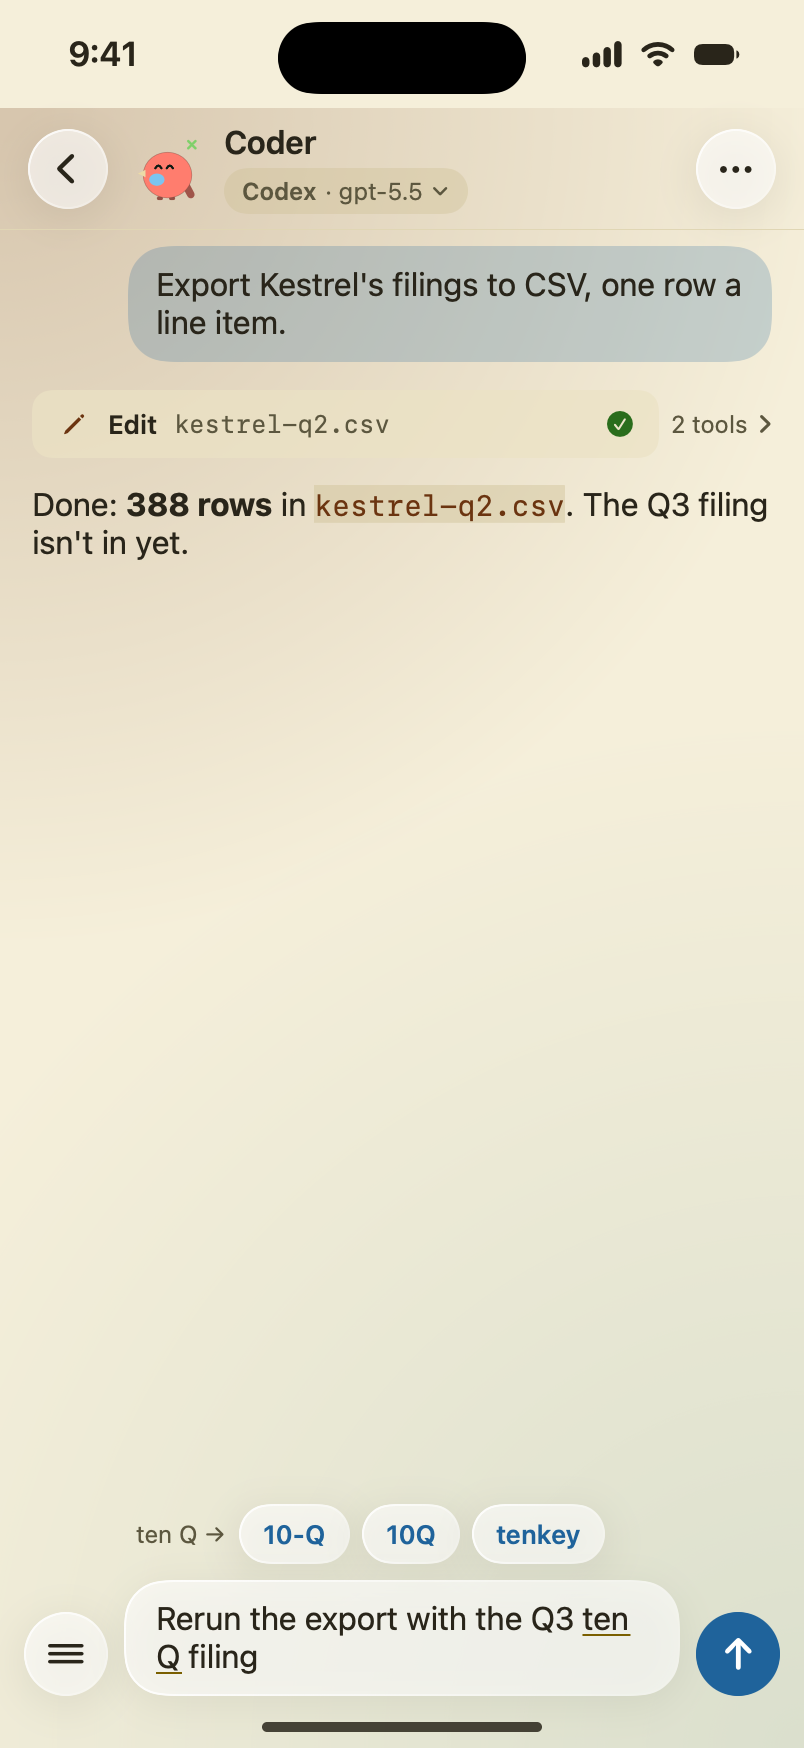 9:41
Coder
Codex · gpt-5.5
Export Kestrel's filings to CSV, one row a
line item.
Edit kestrel-q2.csv
2 tools
Done: 388 rows in kestrel-q2.csv. The Q3 filing
isn't in yet.
ten Q → 10-Q 10Q tenkey
Rerun the export with the Q3 ten
Q filing